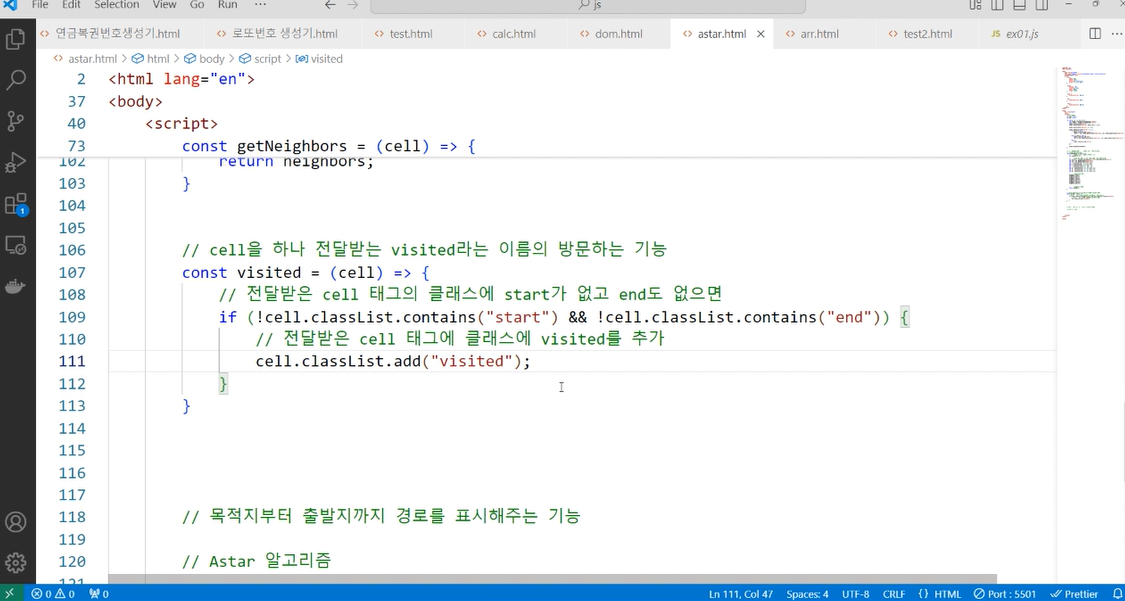 File Edit Selection View Go Run ··· ← → js
<> 연금복권번호생성기.html <> 로또번호 생성기.html <> test.html <> calc.html <> dom.html <> astar.html × <> arr.html <> test2.html JS ex01.js ···
<> astar.html > html > body > script > visited
2 <html lang="en">
37 <body>
40 <script>
73 const getNeighbors = (cell) => {
102 return neighbors;
103 }
104
105
106 // cell을 하나 전달받는 visited라는 이름의 방문하는 기능
107 const visited = (cell) => {
108 // 전달받은 cell 태그의 클래스에 start가 없고 end도 없으면
109 if (!cell.classList.contains("start") && !cell.classList.contains("end")) {
110 // 전달받은 cell 태그에 클래스에 visited를 추가
111 cell.classList.add("visited");
112 }
113 }
114
115
116
117
118 // 목적지부터 출발지까지 경로를 표시해주는 기능
119
120 // Astar 알고리즘
121
1
0 0 0 Ln 111, Col 47 Spaces: 4 UTF-8 CRLF {} HTML Port : 5501 Prettier